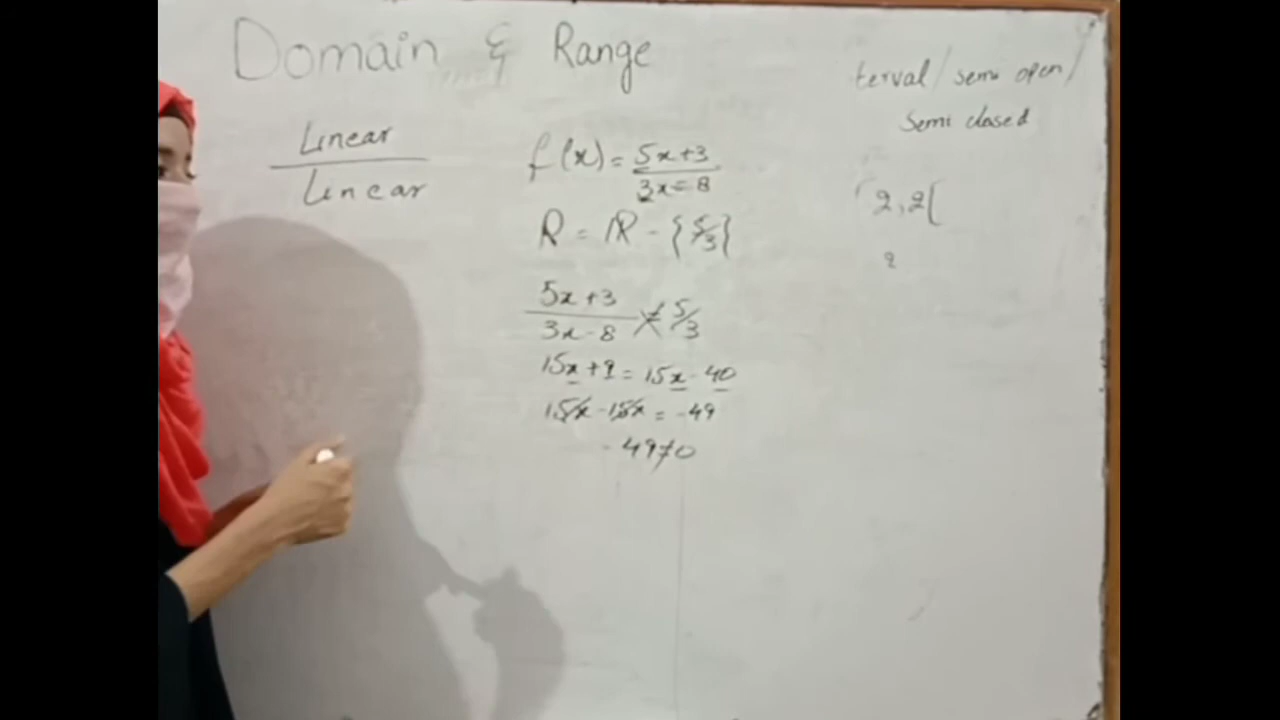 Domain & Range
terval / semi open /
semi closed
Linear
Linear
f(x) = 5x+3
3x-8
R = ℝ - {5/3}
5x+3
3x-8 ≠ 5/3
15x+9 = 15x-40
15x-15x = -49
-49≠0
2,2[
2